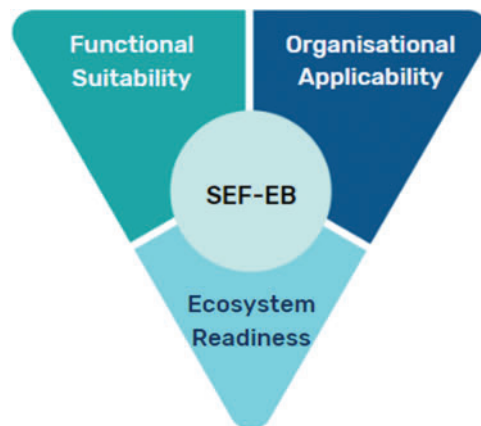 Functional
Suitability
Organisational
Applicability
SEF-EB
Ecosystem
Readiness